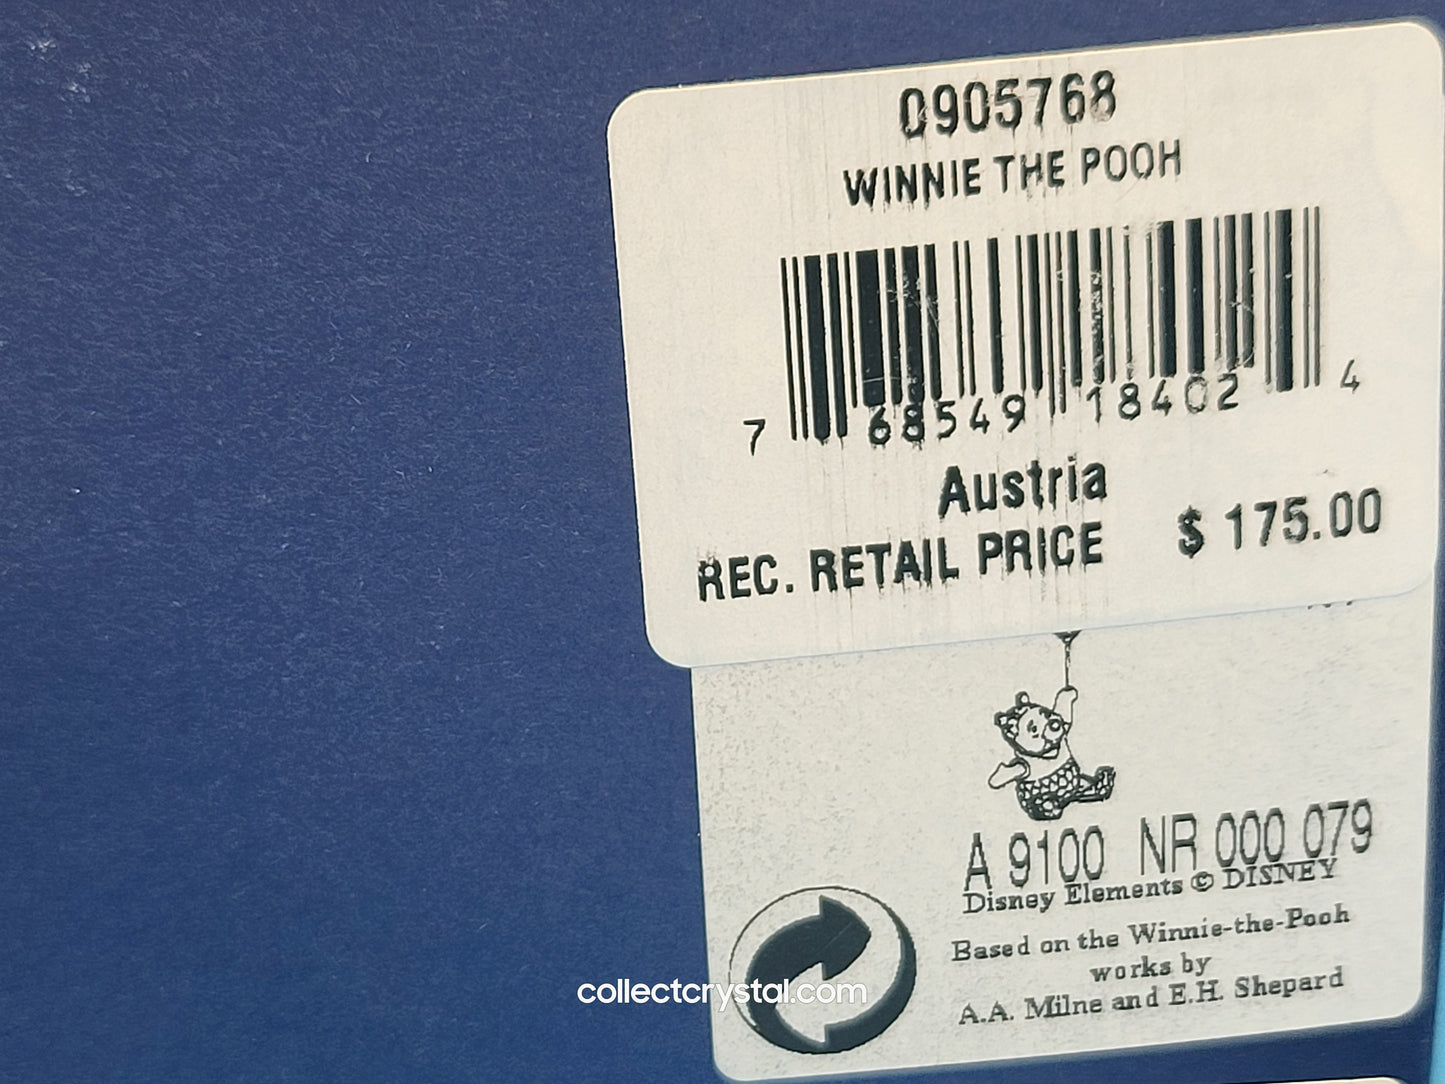 0905768
WINNIE THE POOH
7 68549 18402 4
Austria
REC. RETAIL PRICE $ 175.00
A 9100 NR 000 079
Disney Elements © DISNEY
Based on the Winnie-the-Pooh
works by
A.A. Milne and E.H. Shepard
collectcrystal.com